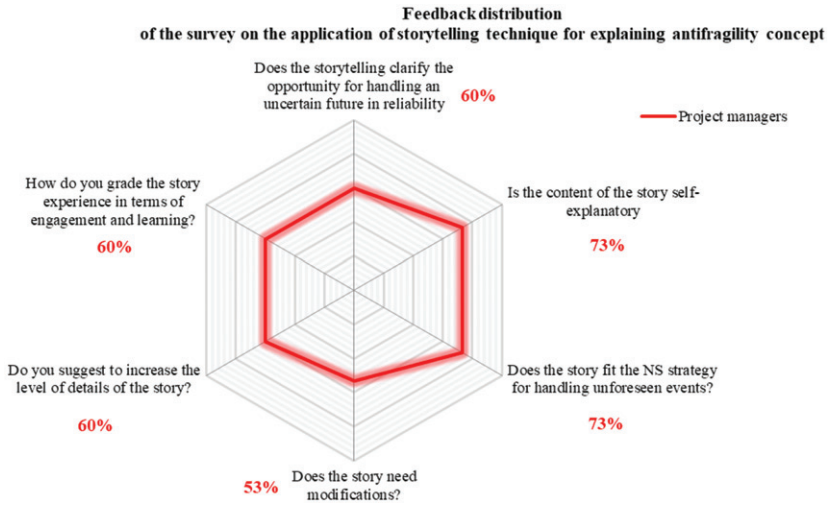 Feedback distribution
of the survey on the application of storytelling technique for explaining antifragility concept
Does the storytelling clarify the
opportunity for handling an
uncertain future in reliability
60%
Project managers
How do you grade the story
experience in terms of
engagement and learning?
60%
Is the content of the story self-
explanatory
73%
Do you suggest to increase the
level of details of the story?
60%
Does the story fit the NS strategy
for handling unforeseen events?
73%
53%
Does the story need
modifications?